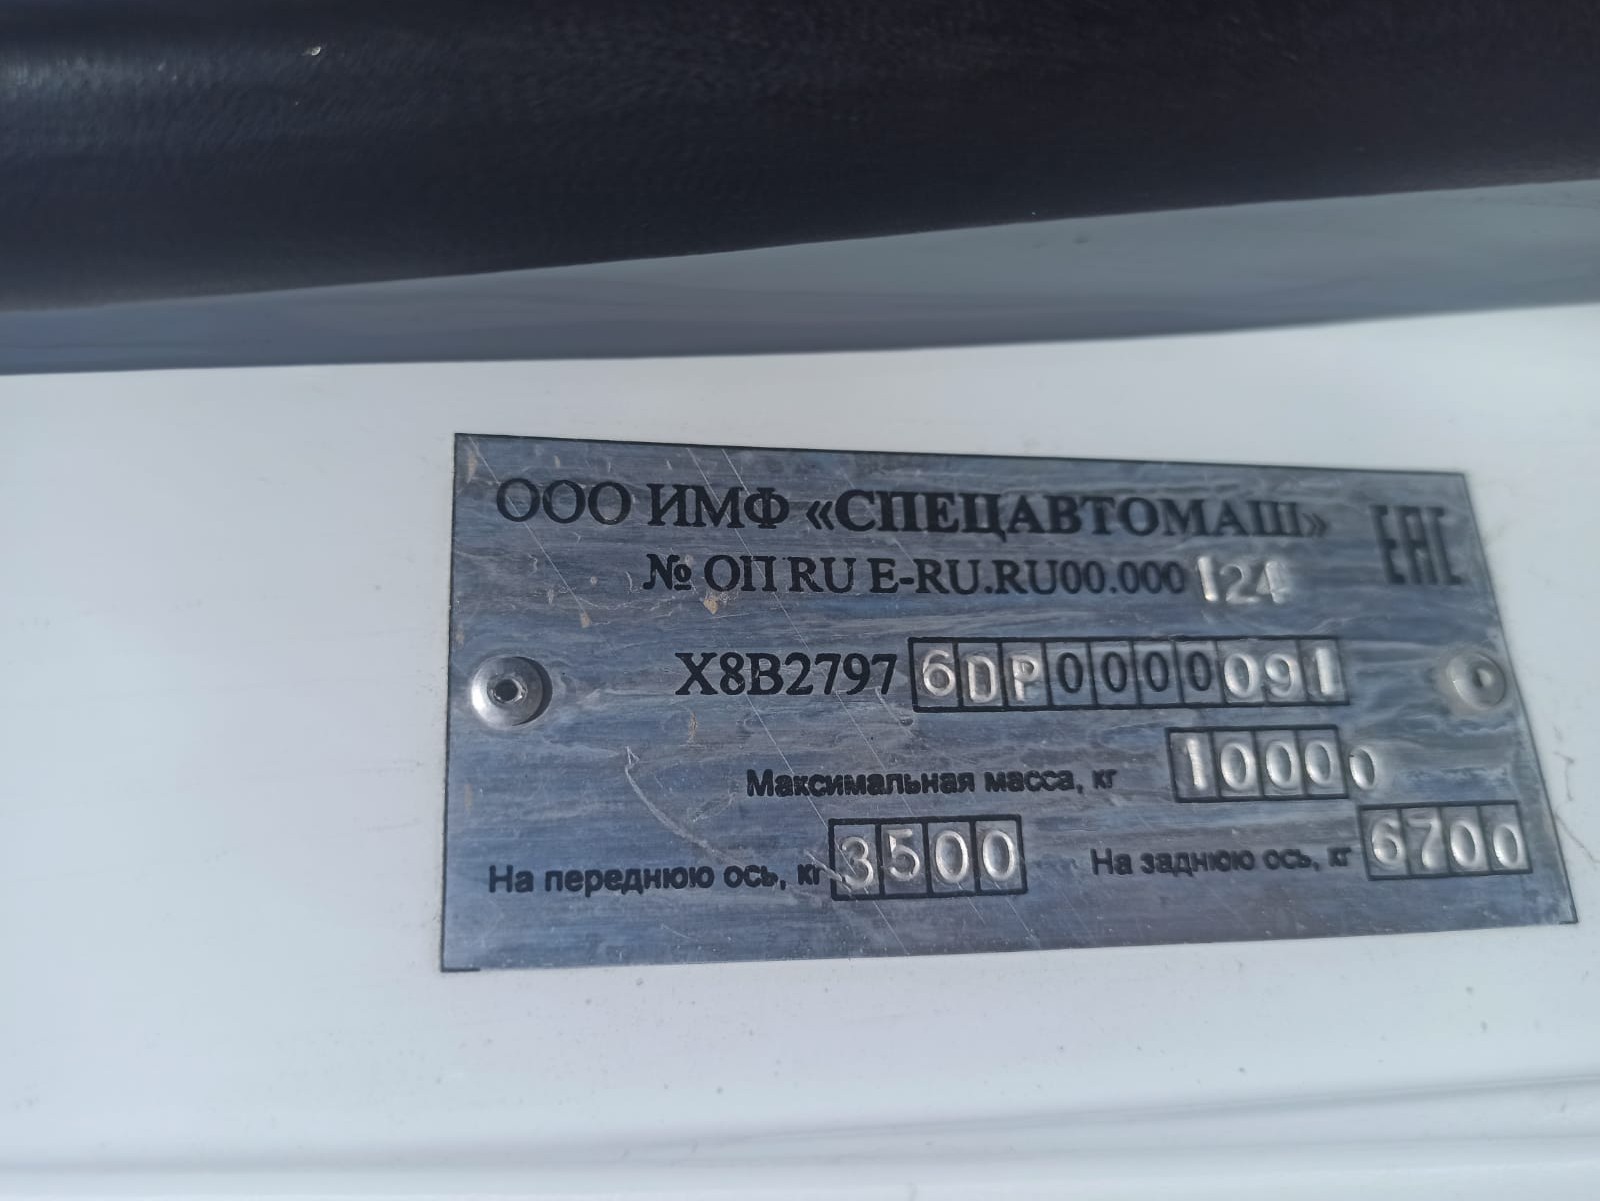 ООО ИМФ «СПЕЦАВТОМАШ» ЕАС
№ ОП RU E-RU.RU00.000124
X8B27976DP0000091
Максимальная масса, кг 10000
На переднюю ось, кг 3500 На заднюю ось, кг 6700